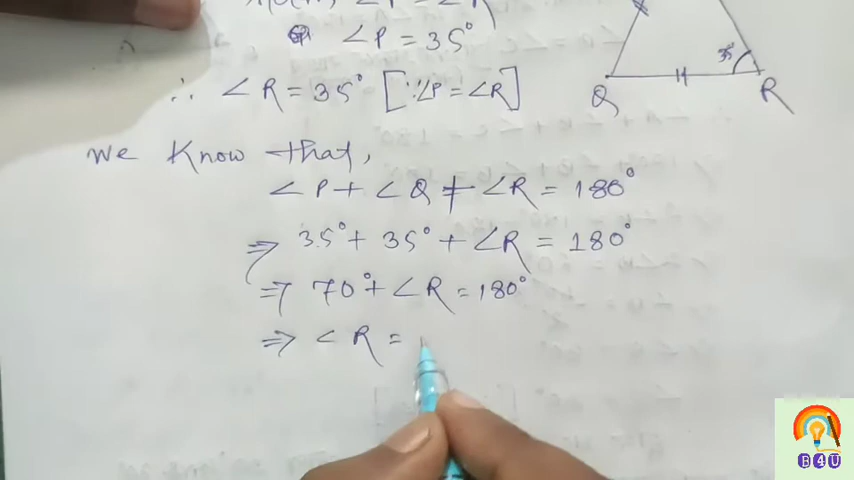 ∠P = ∠R
∠P = 35°
∴ ∠R = 35° [∵ ∠P = ∠R]
35°
Q
R
We Know that,
∠P + ∠Q + ∠R = 180°
⇒ 35° + 35° + ∠R = 180°
⇒ 70° + ∠R = 180°
⇒ ∠R =
B4U